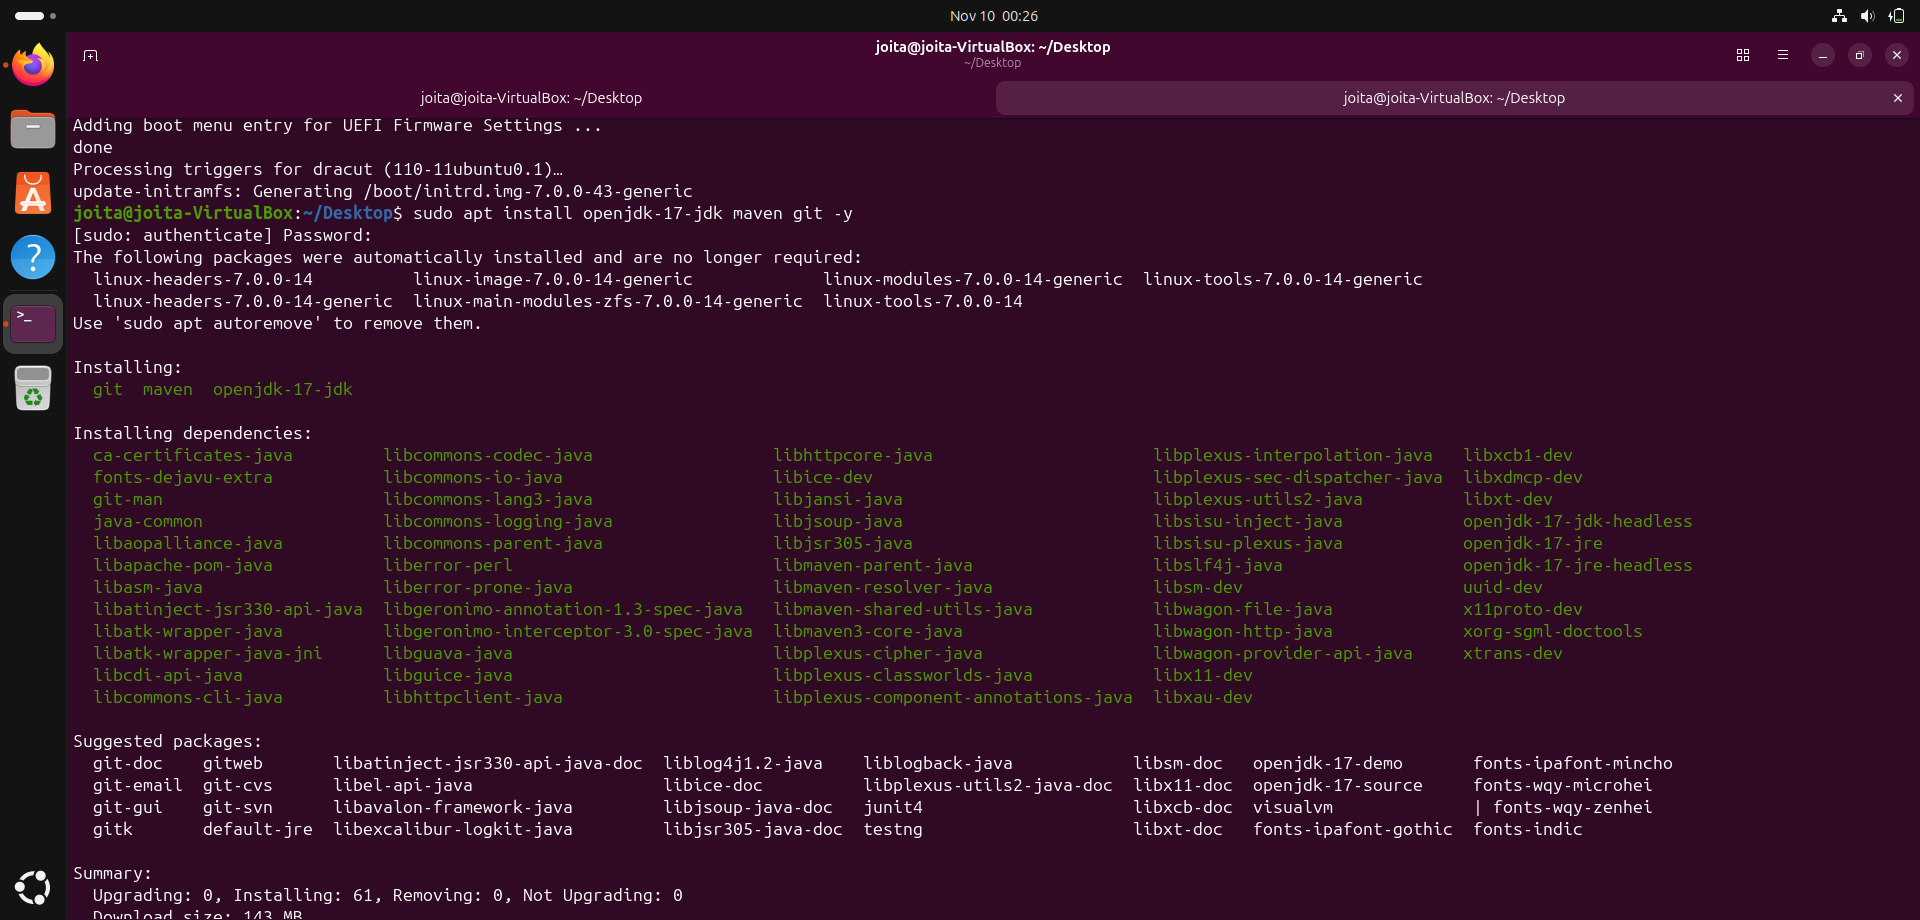 Nov 10 00:26
joita@joita-VirtualBox: ~/Desktop
~/Desktop
joita@joita-VirtualBox: ~/Desktop
joita@joita-VirtualBox: ~/Desktop
Adding boot menu entry for UEFI Firmware Settings ...
done
Processing triggers for dracut (110-11ubuntu0.1)…
update-initramfs: Generating /boot/initrd.img-7.0.0-43-generic
joita@joita-VirtualBox:~/Desktop$ sudo apt install openjdk-17-jdk maven git -y
[sudo: authenticate] Password:
The following packages were automatically installed and are no longer required:
linux-headers-7.0.0-14 linux-image-7.0.0-14-generic linux-modules-7.0.0-14-generic linux-tools-7.0.0-14-generic
linux-headers-7.0.0-14-generic linux-main-modules-zfs-7.0.0-14-generic linux-tools-7.0.0-14
Use 'sudo apt autoremove' to remove them.
Installing:
git maven openjdk-17-jdk
Installing dependencies:
ca-certificates-java libcommons-codec-java libhttpcore-java libplexus-interpolation-java libxcb1-dev
fonts-dejavu-extra libcommons-io-java libice-dev libplexus-sec-dispatcher-java libxdmcp-dev
git-man libcommons-lang3-java libjansi-java libplexus-utils2-java libxt-dev
java-common libcommons-logging-java libjsoup-java libsisu-inject-java openjdk-17-jdk-headless
libaopalliance-java libcommons-parent-java libjsr305-java libsisu-plexus-java openjdk-17-jre
libapache-pom-java liberror-perl libmaven-parent-java libslf4j-java openjdk-17-jre-headless
libasm-java liberror-prone-java libmaven-resolver-java libsm-dev uuid-dev
libatinject-jsr330-api-java libgeronimo-annotation-1.3-spec-java libmaven-shared-utils-java libwagon-file-java x11proto-dev
libatk-wrapper-java libgeronimo-interceptor-3.0-spec-java libmaven3-core-java libwagon-http-java xorg-sgml-doctools
libatk-wrapper-java-jni libguava-java libplexus-cipher-java libwagon-provider-api-java xtrans-dev
libcdi-api-java libguice-java libplexus-classworlds-java libx11-dev
libcommons-cli-java libhttpclient-java libplexus-component-annotations-java libxau-dev
Suggested packages:
git-doc gitweb libatinject-jsr330-api-java-doc liblog4j1.2-java liblogback-java libsm-doc openjdk-17-demo fonts-ipafont-mincho
git-email git-cvs libel-api-java libice-doc libplexus-utils2-java-doc libx11-doc openjdk-17-source fonts-wqy-microhei
git-gui git-svn libavalon-framework-java libjsoup-java-doc junit4 libxcb-doc visualvm | fonts-wqy-zenhei
gitk default-jre libexcalibur-logkit-java libjsr305-java-doc testng libxt-doc fonts-ipafont-gothic fonts-indic
Summary:
Upgrading: 0, Installing: 61, Removing: 0, Not Upgrading: 0
Download size: 143 MB